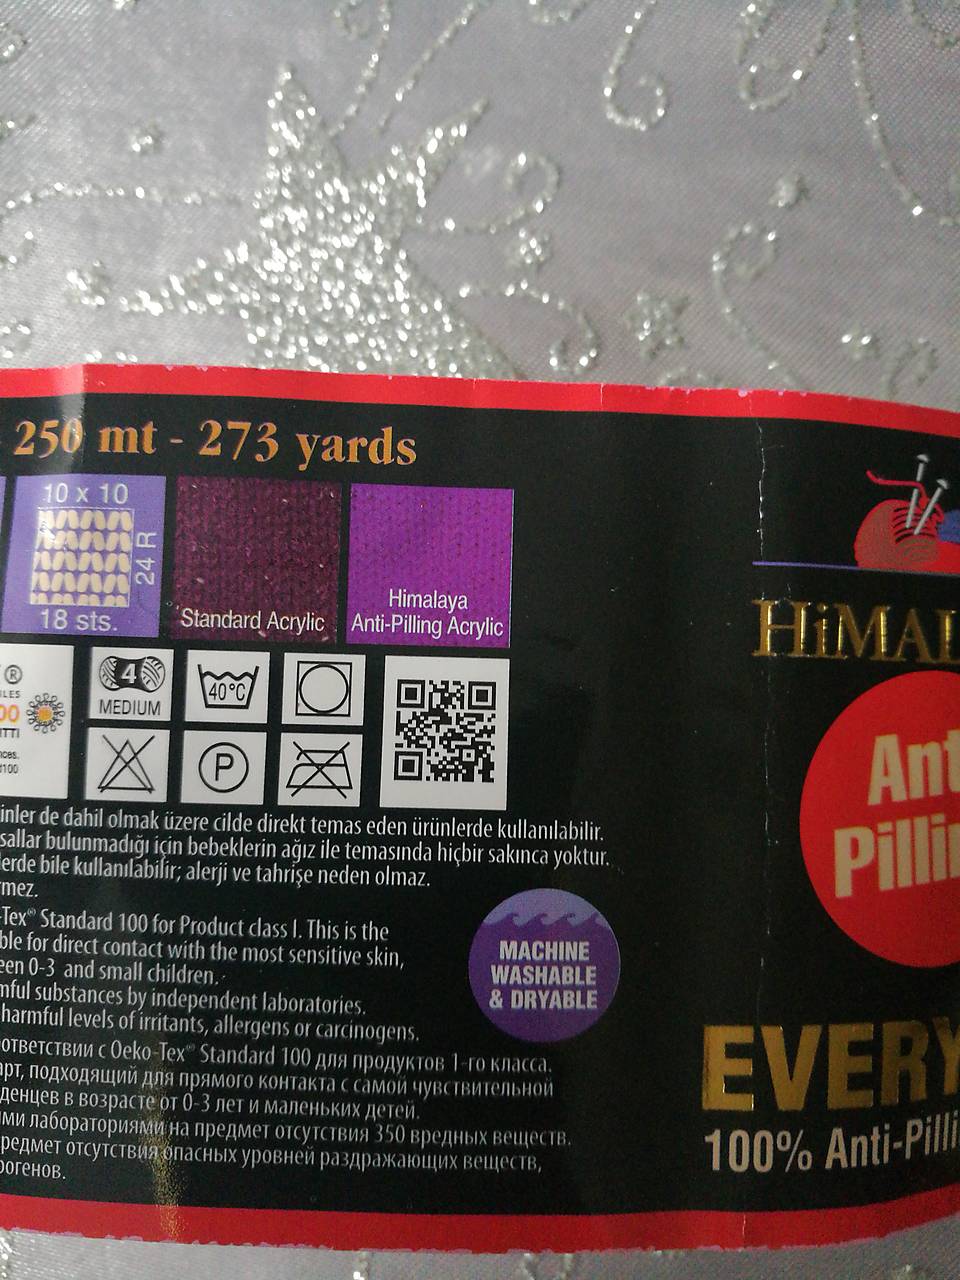 250 mt - 273 yards
10 x 10
24 R
18 sts.
Standard Acrylic
Himalaya
Anti-Pilling Acrylic
®
4
MEDIUM
40°C
P
inler de dahil olmak üzere cilde direkt temas eden ürünlerde kullanılabilir.
sallar bulunmadığı için bebeklerin ağız ile temasında hiçbir sakınca yoktur.
lerde bile kullanılabilir; alerji ve tahrişe neden olmaz.
rmez.
-Tex® Standard 100 for Product class I. This is the
ble for direct contact with the most sensitive skin,
een 0-3 and small children.
mful substances by independent laboratories.
harmful levels of irritants, allergens or carcinogens.
ответствии с Oeko-Tex® Standard 100 для продуктов 1-го класса.
арт, подходящий для прямого контакта с самой чувствительной
денцев в возрасте от 0-3 лет и маленьких детей.
ми лабораториями на предмет отсутствия 350 вредных веществ.
редмет отсутствия опасных уровней раздражающих веществ,
рогенов.
MACHINE
WASHABLE
& DRYABLE
HiMAL
Ant
Pillin
EVERY
100% Anti-Pilli